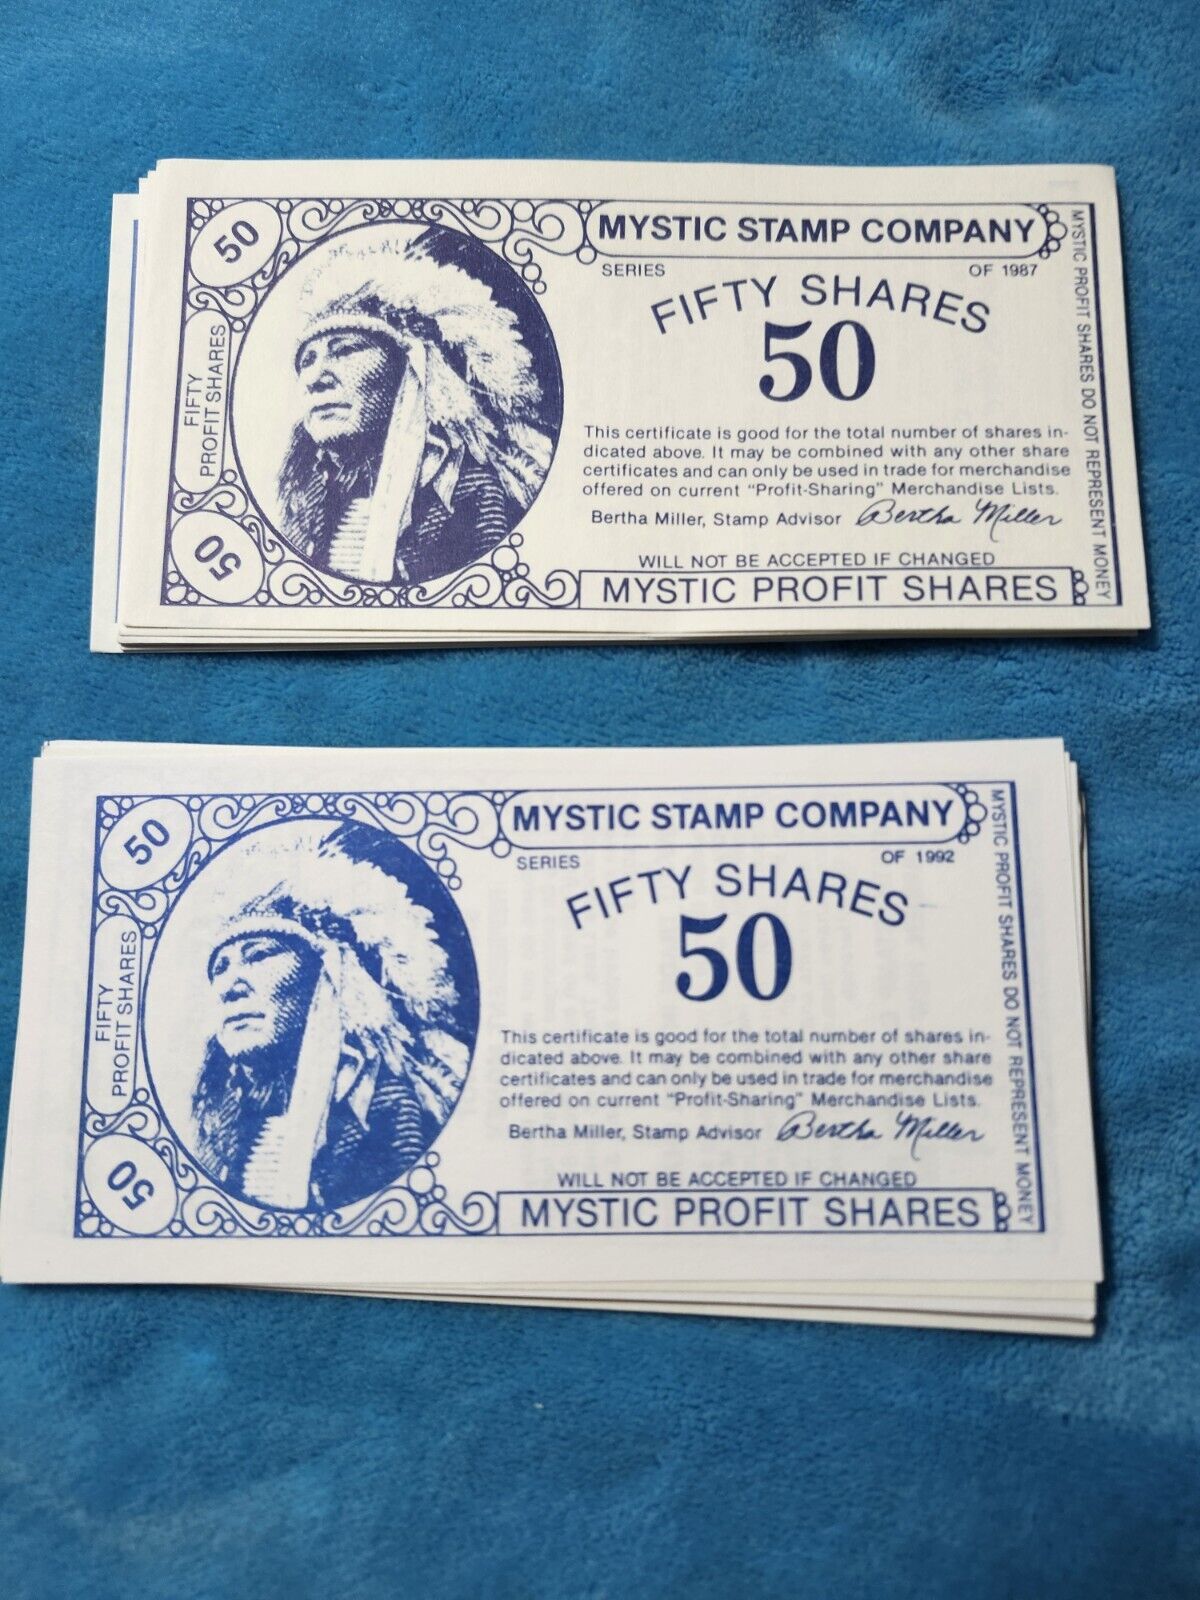 50
MYSTIC STAMP COMPANY
SERIES OF 1987
FIFTY SHARES
50
FIFTY
PROFIT SHARES
This certificate is good for the total number of shares in-
dicated above. It may be combined with any other share
certificates and can only be used in trade for merchandise
offered on current "Profit-Sharing" Merchandise Lists.
Bertha Miller, Stamp Advisor Bertha Miller
50
WILL NOT BE ACCEPTED IF CHANGED
MYSTIC PROFIT SHARES
MYSTIC PROFIT SHARES DO NOT REPRESENT MONEY
50
MYSTIC STAMP COMPANY
SERIES OF 1992
FIFTY SHARES
50
FIFTY
PROFIT SHARES
This certificate is good for the total number of shares in-
dicated above. It may be combined with any other share
certificates and can only be used in trade for merchandise
offered on current "Profit-Sharing" Merchandise Lists.
Bertha Miller, Stamp Advisor Bertha Miller
50
WILL NOT BE ACCEPTED IF CHANGED
MYSTIC PROFIT SHARES
MYSTIC PROFIT SHARES DO NOT REPRESENT MONEY